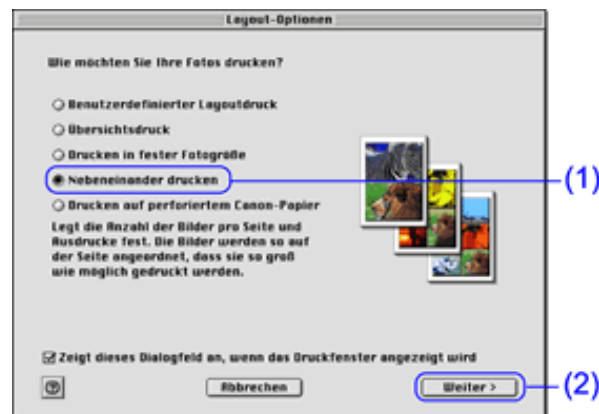 Layout-Optionen
Wie möchten Sie Ihre Fotos drucken?
Benutzerdefinierter Layoutdruck
Übersichtsdruck
Drucken in fester Fotogröße
Nebeneinander drucken
(1)
Drucken auf perforiertem Canon-Papier
Legt die Anzahl der Bilder pro Seite und
Ausdrucke fest. Die Bilder werden so auf
der Seite angeordnet, dass sie so groß
wie möglich gedruckt werden.
Zeigt dieses Dialogfeld an, wenn das Druckfenster angezeigt wird
? Abbrechen Weiter > (2)